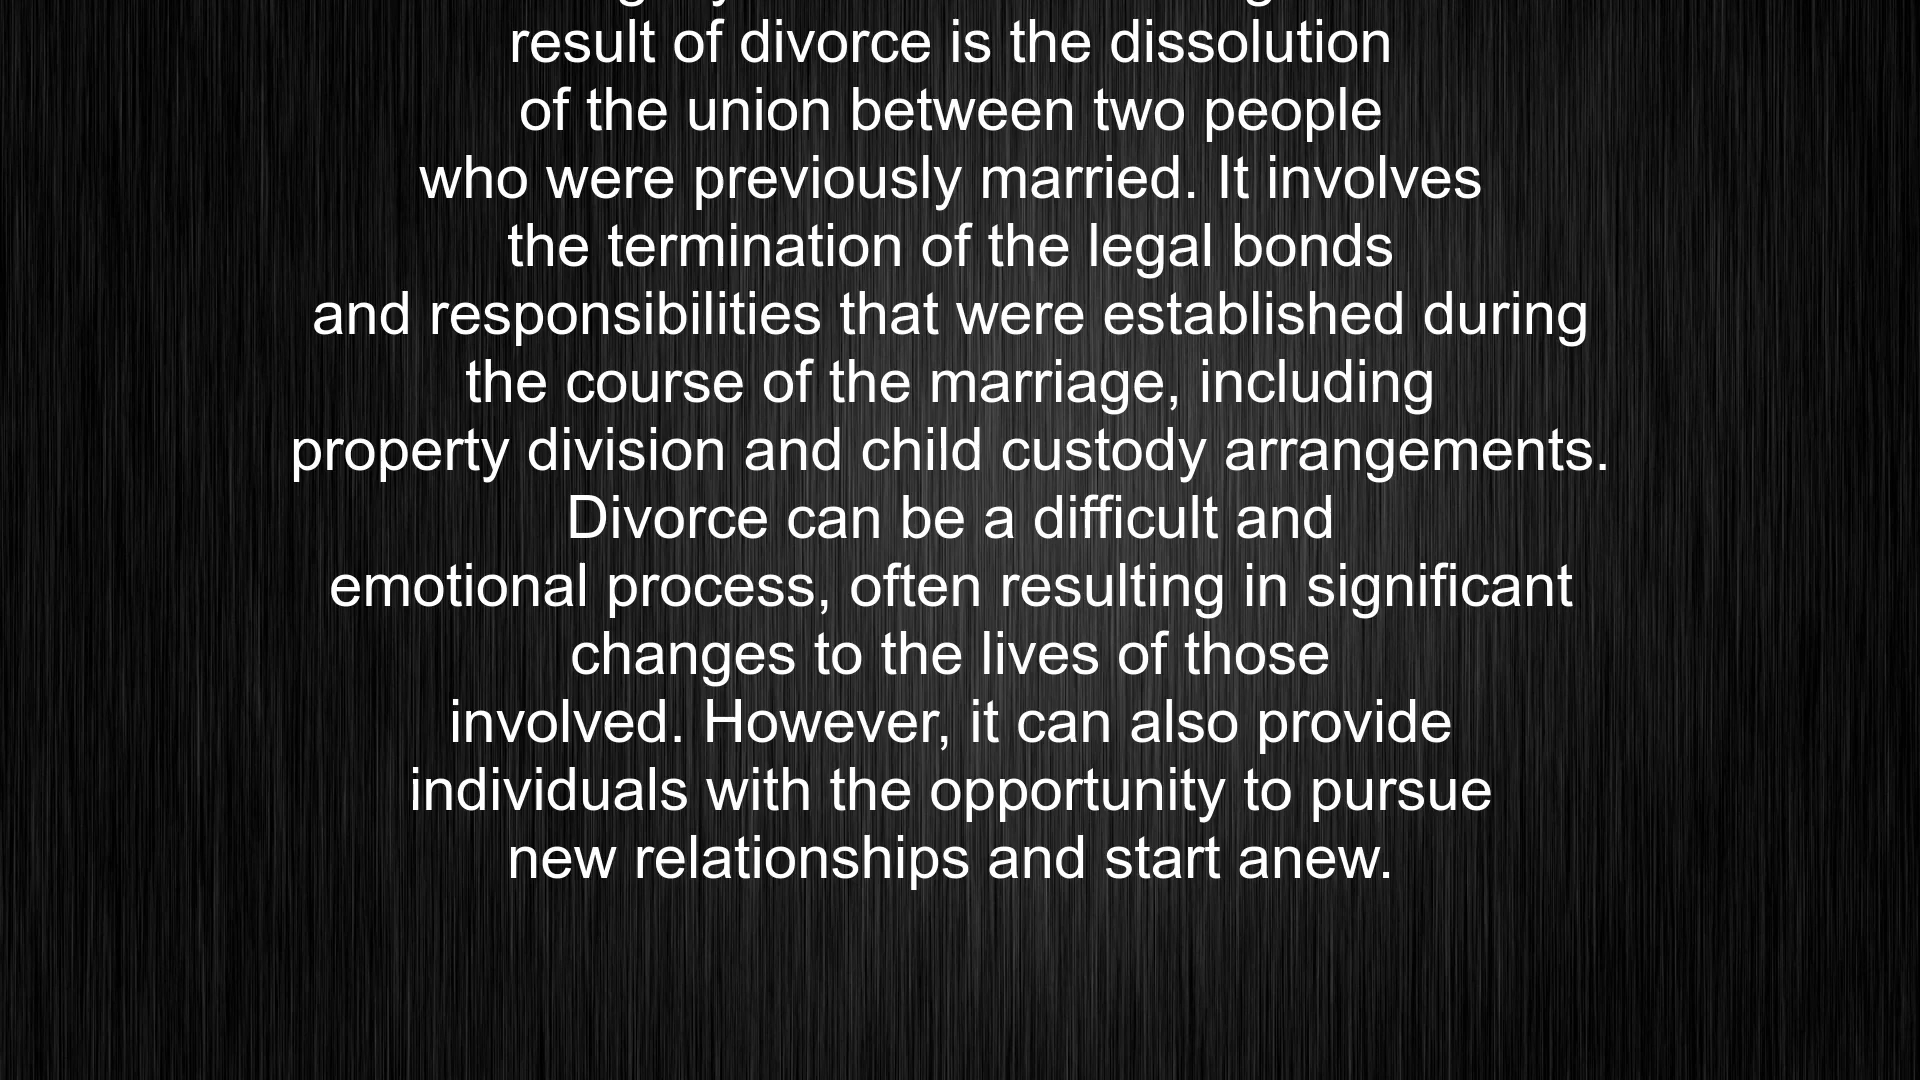 result of divorce is the dissolution
of the union between two people
who were previously married. It involves
the termination of the legal bonds
and responsibilities that were established during
the course of the marriage, including
property division and child custody arrangements.
Divorce can be a difficult and
emotional process, often resulting in significant
changes to the lives of those
involved. However, it can also provide
individuals with the opportunity to pursue
new relationships and start anew.